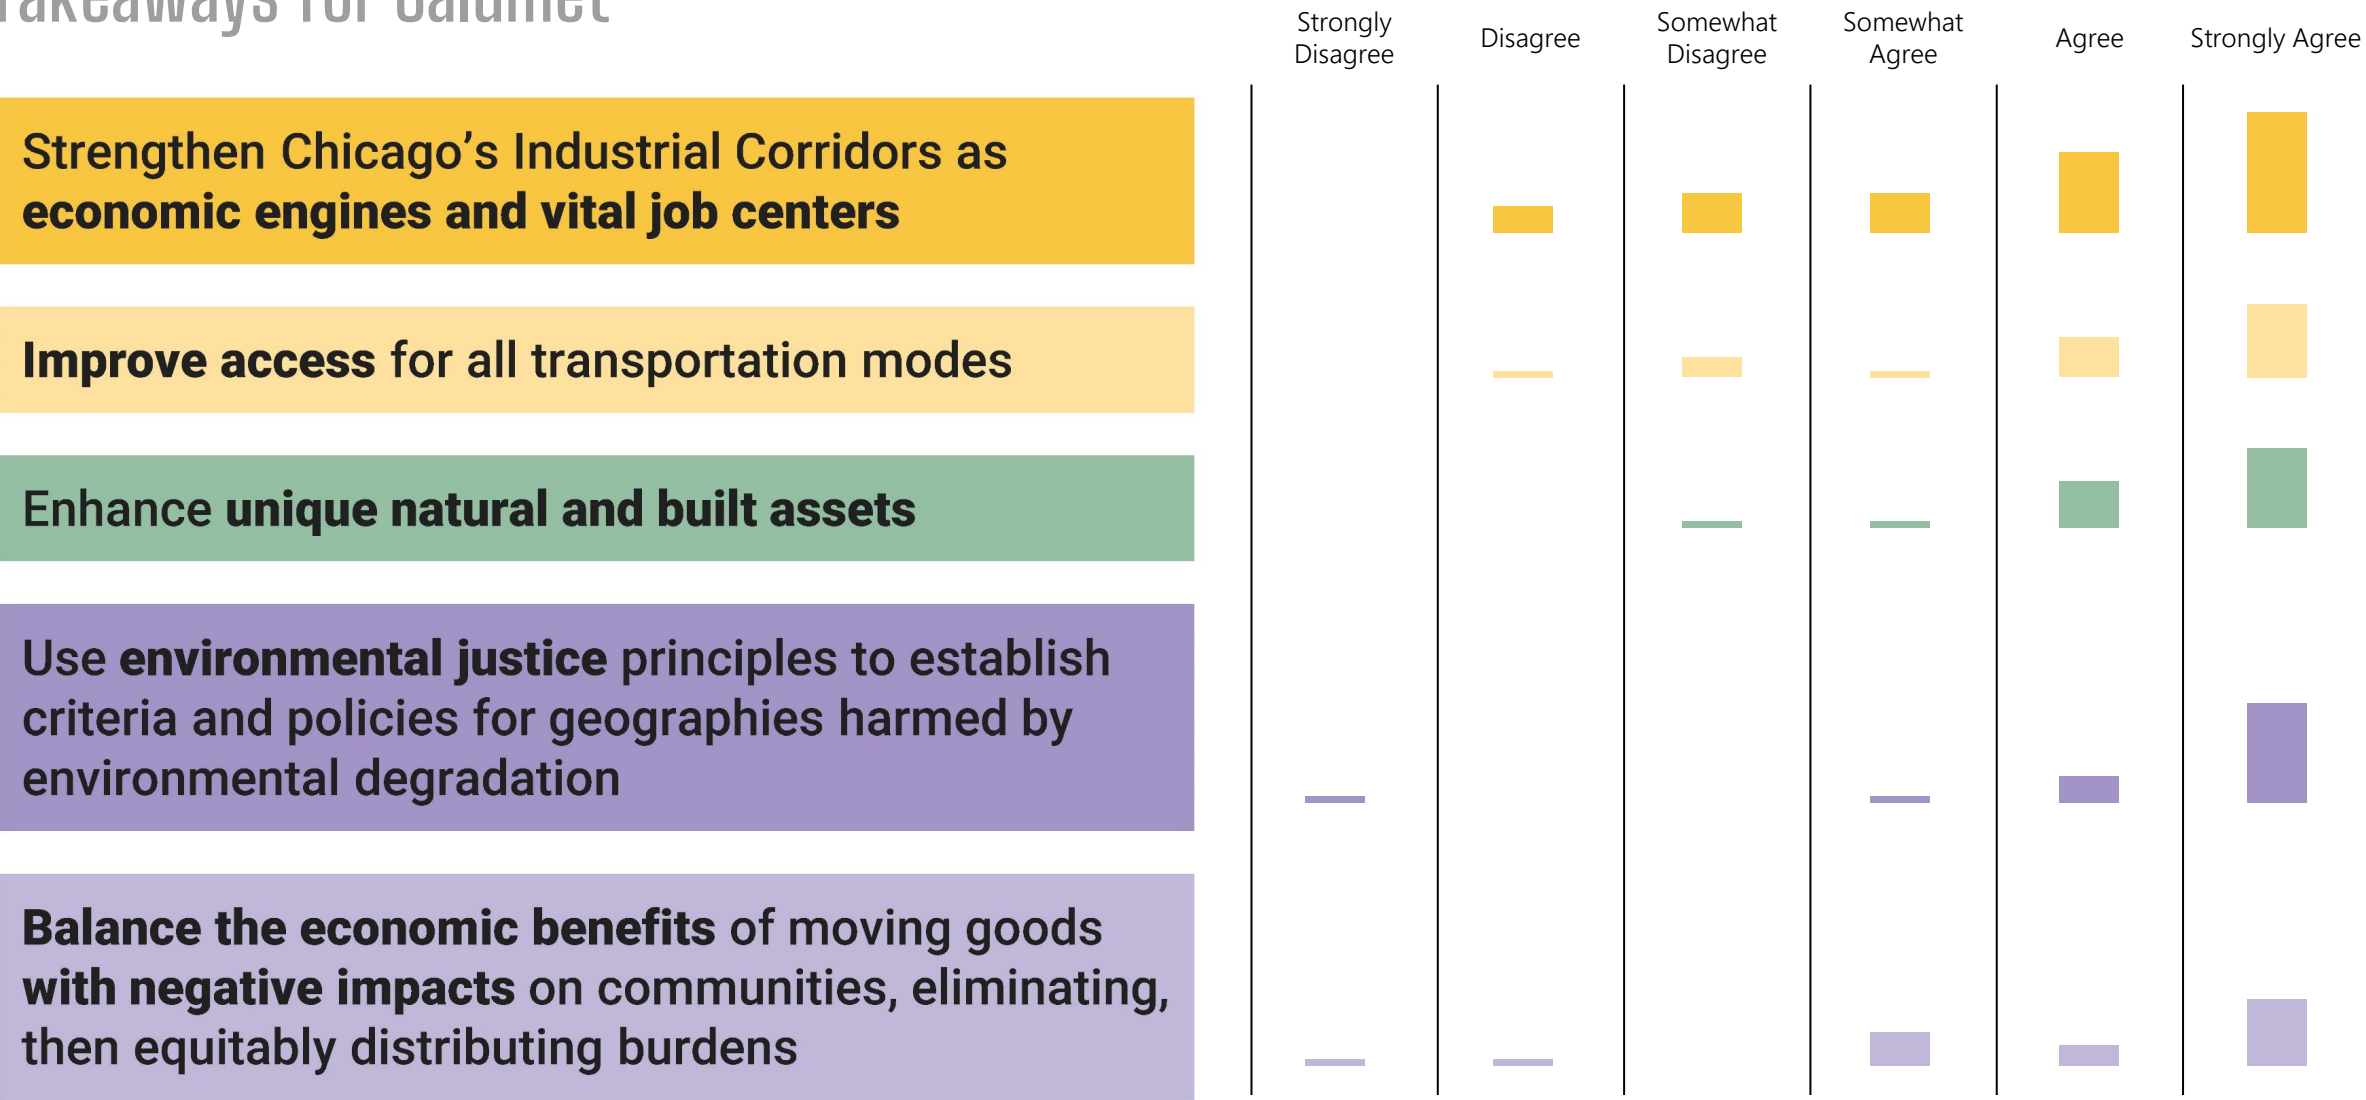 Takeaways for Calumet
Strongly
Disagree
Disagree
Somewhat
Disagree
Somewhat
Agree
Agree
Strongly Agree
Strengthen Chicago’s Industrial Corridors as
economic engines and vital job centers
Improve access for all transportation modes
Enhance unique natural and built assets
Use environmental justice principles to establish
criteria and policies for geographies harmed by
environmental degradation
Balance the economic benefits of moving goods
with negative impacts on communities, eliminating,
then equitably distributing burdens